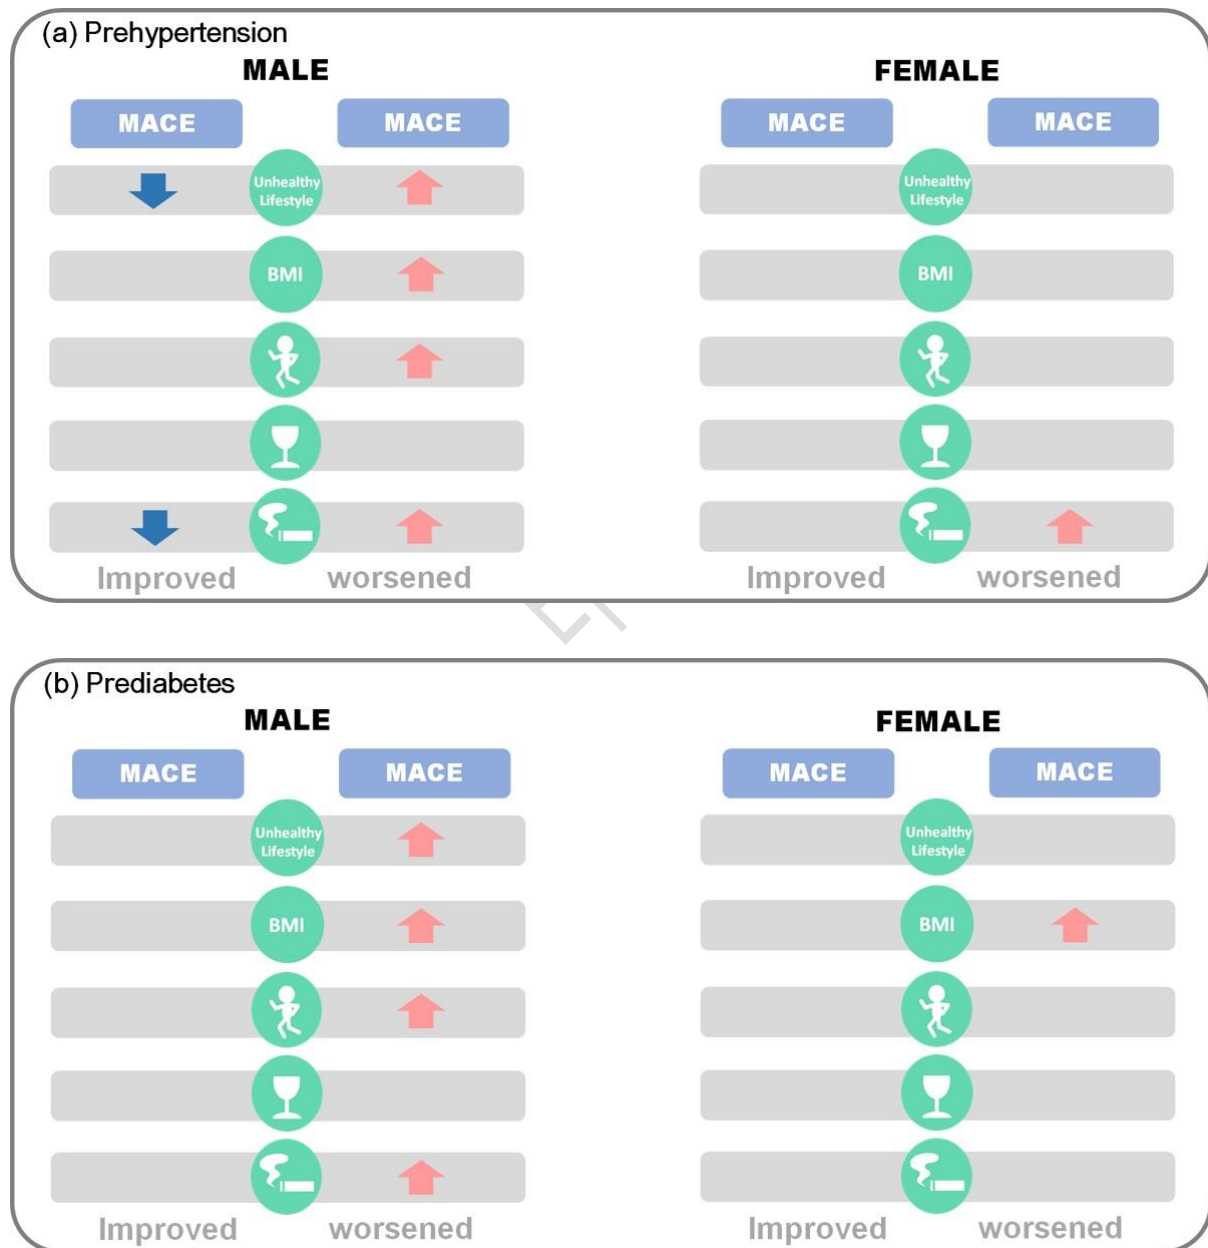 (a) Prehypertension
MALE
FEMALE
MACE MACE MACE MACE
Unhealthy
Lifestyle
Unhealthy
Lifestyle
BMI BMI
Improved worsened Improved worsened
(b) Prediabetes
MALE
FEMALE
MACE MACE MACE MACE
Unhealthy
Lifestyle
Unhealthy
Lifestyle
BMI BMI
Improved worsened Improved worsened